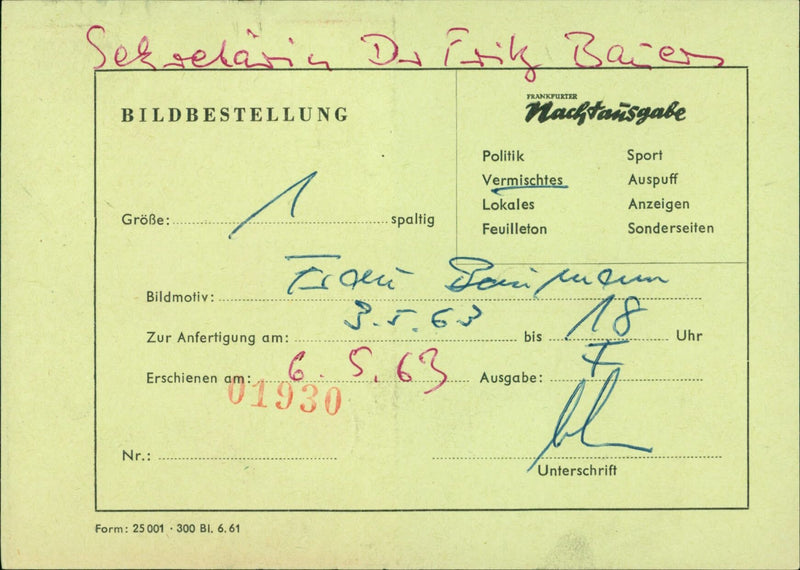 Sekretärin Dr Fritz Bauer
BILDBESTELLUNG
FRANKFURTER
Nachtausgabe
Politik Sport
Vermischtes Auspuff
Lokales Anzeigen
Feuilleton Sonderseiten
Größe: 1 spaltig
Bildmotiv: Frau
Zur Anfertigung am: 3.5.63 bis 18 Uhr
Erschienen am: 6.5.63 Ausgabe: F
01930
Nr.:
Unterschrift
Form: 25001 · 300 Bl. 6.61